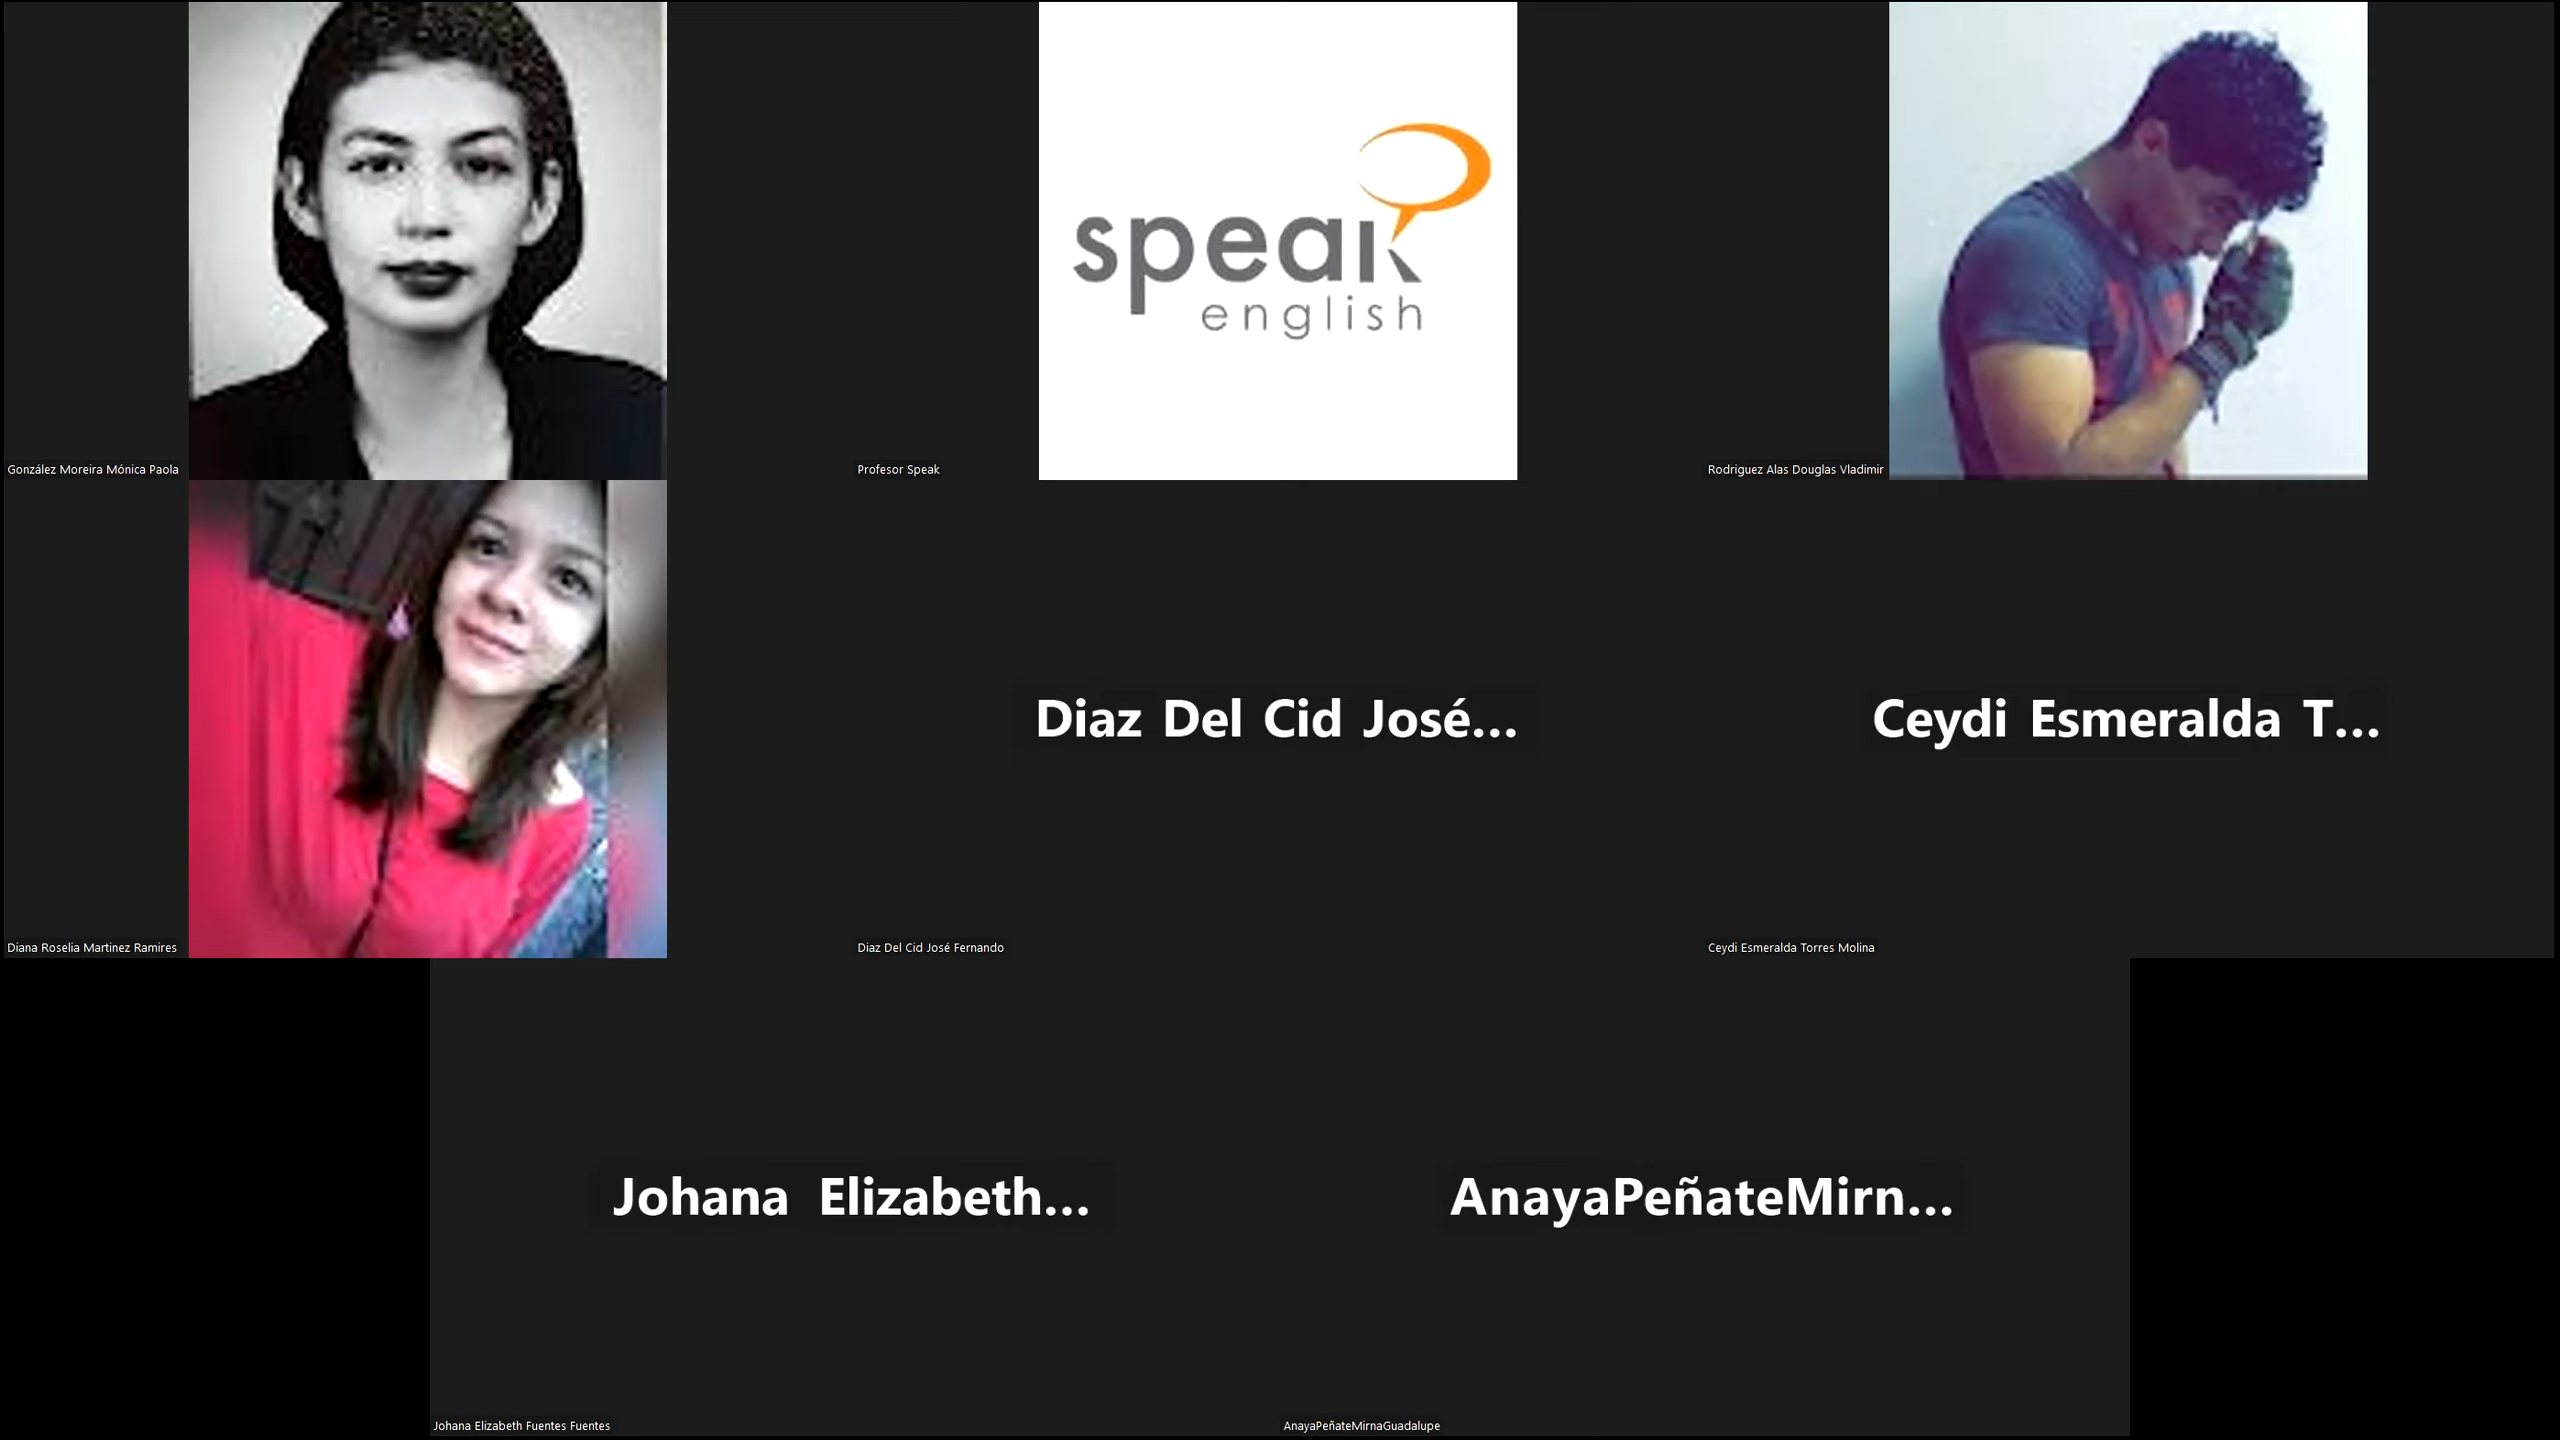 speak
english
González Moreira Mónica Paola
Profesor Speak
Rodriguez Alas Douglas Vladimir
Diaz Del Cid José...
Ceydi Esmeralda T...
Diana Roselia Martinez Ramires
Diaz Del Cid José Fernando
Ceydi Esmeralda Torres Molina
Johana Elizabeth...
AnayaPeñateMirn...
Johana Elizabeth Fuentes Fuentes
AnayaPeñateMirnaGuadalupe